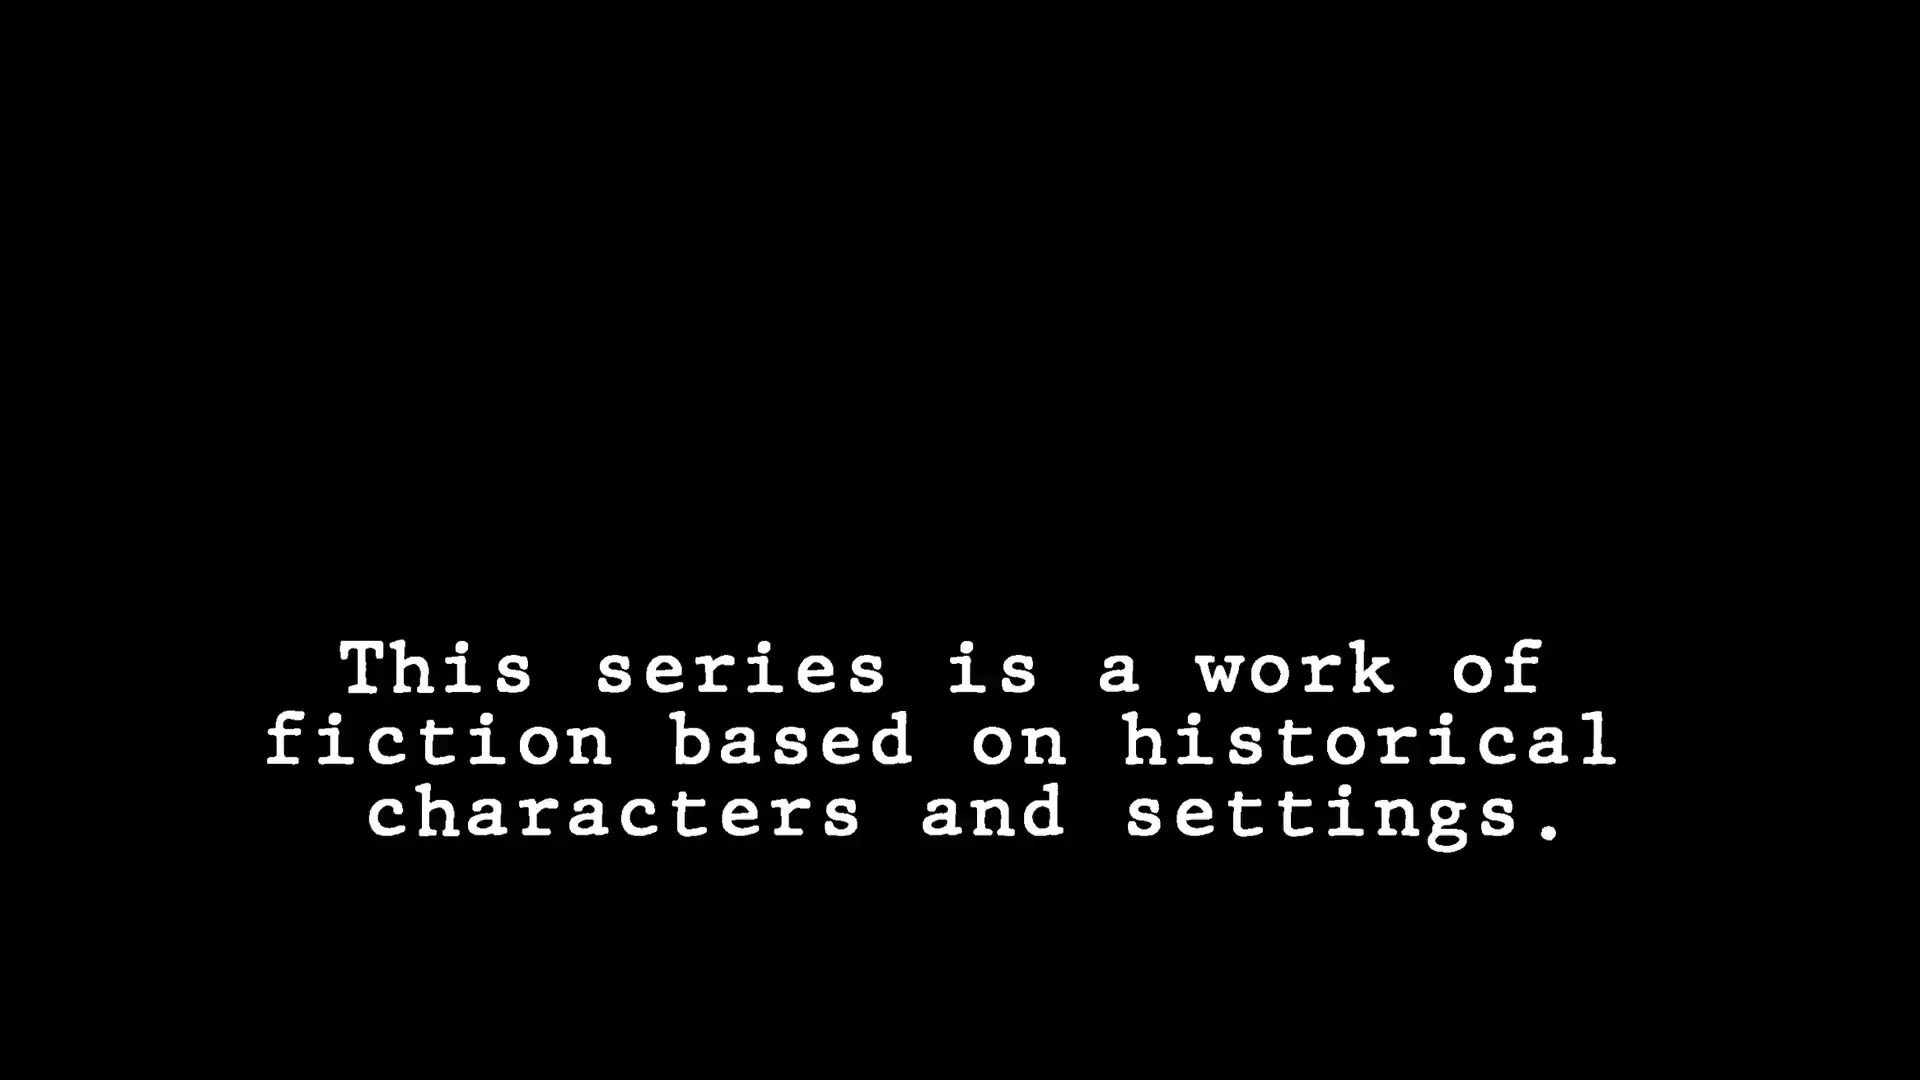 This series is a work of
fiction based on historical
characters and settings.